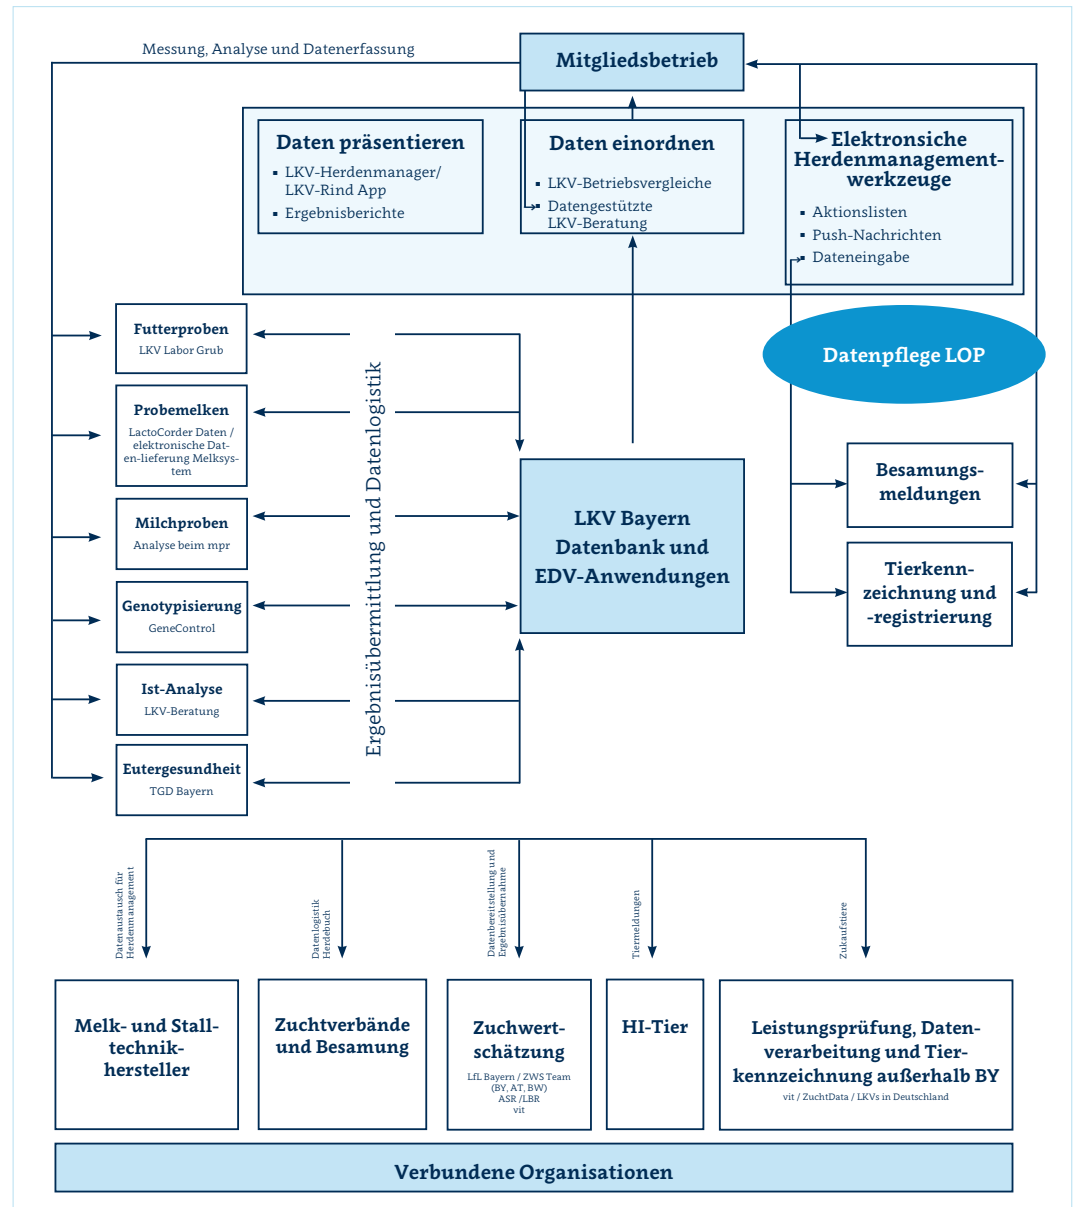 Messung, Analyse und Datenerfassung
Mitgliedsbetrieb
Daten präsentieren
▪ LKV-Herdenmanager/
LKV-Rind App
▪ Ergebnisberichte
Daten einordnen
▪ LKV-Betriebsvergleiche
▪ Datengestützte
LKV-Beratung
Elektronsiche
Herdenmanagement-
werkzeuge
▪ Aktionslisten
▪ Push-Nachrichten
▪ Dateneingabe
Datenpflege LOP
Futterproben
LKV Labor Grub
Probemelken
LactoCorder Daten /
elektronische Dat-
en-lieferung Melksys-
tem
Milchproben
Analyse beim mpr
Genotypisierung
GeneControl
Ist-Analyse
LKV-Beratung
Eutergesundheit
TGD Bayern
Ergebnisübermittlung und Datenlogistik
LKV Bayern
Datenbank und
EDV-Anwendungen
Besamungs-
meldungen
Tierkenn-
zeichnung und
-registrierung
Datenaustausch für
Herdenmanagement
Datenlogistik
Herdebuch
Datenbereitstellung und
Ergebnisübernahme
Tiermeldungen
Zukaufstiere
Melk- und Stall-
technik-
hersteller
Zuchtverbände
und Besamung
Zuchwert-
schätzung
LfL Bayern / ZWS Team
(BY, AT, BW)
ASR /LBR
vit
HI-Tier
Leistungsprüfung, Daten-
verarbeitung und Tier-
kennzeichnung außerhalb BY
vit / ZuchtData / LKVs in Deutschland
Verbundene Organisationen